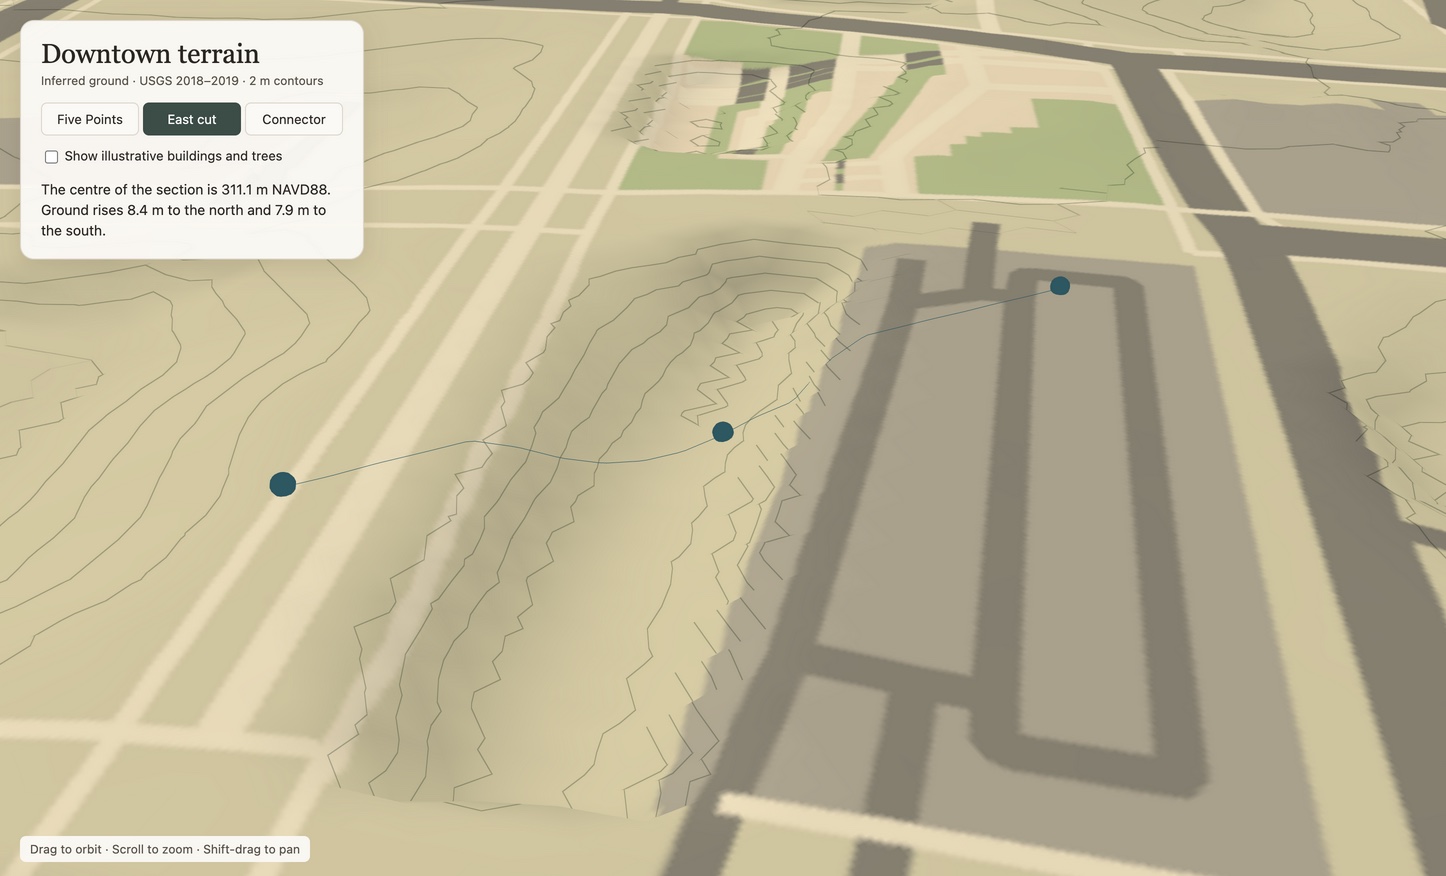 Downtown terrain
Inferred ground · USGS 2018–2019 · 2 m contours
Five Points
East cut
Connector
Show illustrative buildings and trees
The centre of the section is 311.1 m NAVD88.
Ground rises 8.4 m to the north and 7.9 m to
the south.
Drag to orbit · Scroll to zoom · Shift-drag to pan